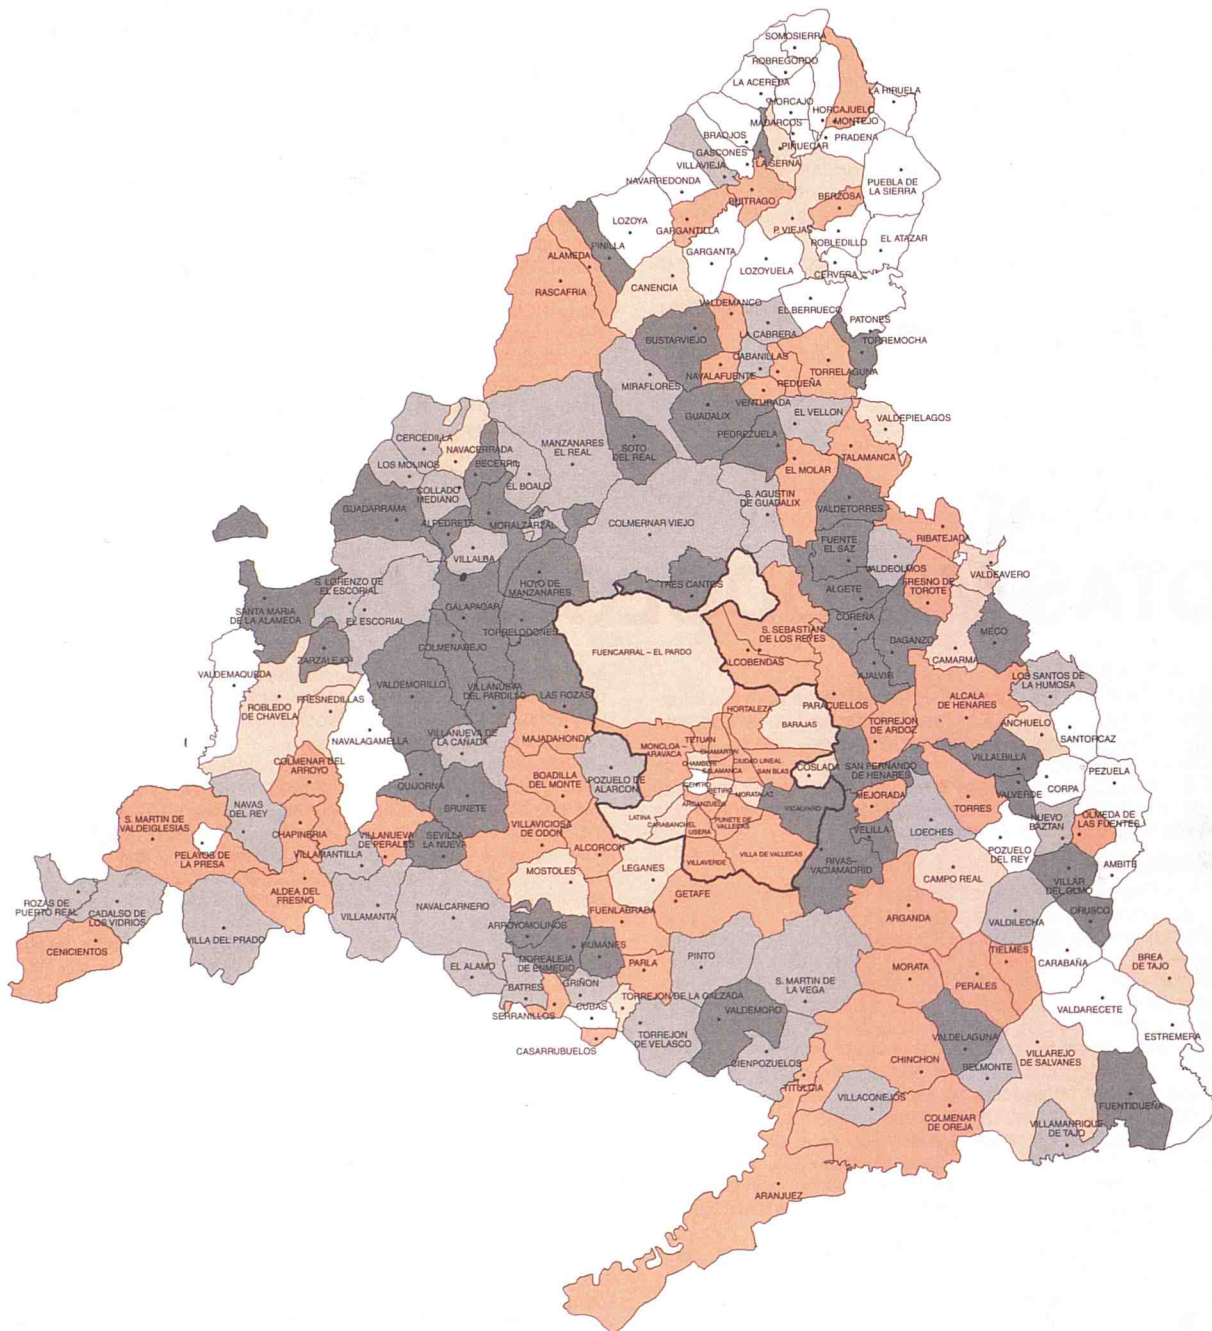 SOMOSIERRA
ROBREGORDO
LA ACEBEDA
LA HIRUELA
HORCAJO
HORCAJUELO
MONTEJO
MADARCOS
PRADENA
BRAOJOS
PIÑUECAR
GASCONES
LA SERNA
VILLAVIEJA
NAVARREDONDA
PUEBLA DE
LA SIERRA
BUITRAGO
BERZOSA
LOZOYA
GARGANTILLA
P. VIEJAS
ROBLEDILLO
EL ATAZAR
PINILLA
GARGANTA
ALAMEDA
LOZOYUELA
CERVERA
RASCAFRIA
CANENCIA
VALDEMANCO
EL BERRUECO
PATONES
LA CABRERA
BUSTARVIEJO
TORREMOCHA
CABANILLAS
NAVALAFUENTE
REDUEÑA
TORRELAGUNA
MIRAFLORES
VENTURADA
GUADALIX
EL VELLON
VALDEPIELAGOS
PEDREZUELA
CERCEDILLA
NAVACERRADA
MANZANARES
EL REAL
SOTO
DEL REAL
TALAMANCA
LOS MOLINOS
BECERRIL
EL MOLAR
COLLADO
MEDIANO
EL BOALO
S. AGUSTIN
DE GUADALIX
GUADARRAMA
VALDETORRES
ALPEDRETE
MORALZARZAL
COLMERNAR VIEJO
FUENTE
EL SAZ
RIBATEJADA
VILLALBA
VALDEOLMOS
VALDEAVERO
S. LORENZO DE
EL ESCORIAL
HOYO DE
MANZANARES
TRES CANTOS
ALGETE
FRESNO DE
TOROTE
SANTA MARIA
DE LA ALAMEDA
EL ESCORIAL
GALAPAGAR
COREÑA
TORRELODONES
S. SEBASTIAN
DE LOS REYES
DAGANZO
MECO
COLMENAREJO
FUENCARRAL – EL PARDO
ZARZALEJO
ALCOBENDAS
CAMARMA
VALDEMAQUEDA
AJALVIR
LOS SANTOS DE
LA HUMOSA
VALDEMORILLO
VILLANUEVA
DEL PARDILLO
LAS ROZAS
FRESNEDILLAS
ROBLEDO
DE CHAVELA
PARACUELLOS
ALCALA
DE HENARES
HORTALEZA
BARAJAS
ANCHUELO
TORREJON
DE ARDOZ
VILLANUEVA DE
LA CAÑADA
MAJADAHONDA
TETUAN
SANTORCAZ
NAVALAGAMELLA
MONCLOA –
ARAVACA
CHAMARTIN
CHAMBERI
CIUDAD LINEAL
SALAMANCA
SAN BLAS
COSLADA
SAN FERNANDO
DE HENARES
VILLALBILLA
COLMENAR DEL
ARROYO
PEZUELA
BOADILLA
DEL MONTE
POZUELO DE
ALARCON
CENTRO
RETIRO
MORATALAZ
CORPA
QUIJORNA
MEJORADA
VALVERDE
NAVAS
DEL REY
BRUNETE
ARGANZUELA
VICALVARO
TORRES
LATINA
CARABANCHEL
USERA
PUNETE DE
VALLECAS
NUEVO
BAZTAN
OLMEDA DE
LAS FUENTES
S. MARTIN DE
VALDEIGLESIAS
CHAPINERIA
VILLANUEVA
DE PERALES
SEVILLA
LA NUEVA
VILLAVICIOSA
DE ODON
VELILLA
LOECHES
PELAYOS DE
LA PRESA
VILLAMANTILLA
ALCORCON
VILLAVERDE
VILLA DE VALLECAS
RIVAS–
VACIAMADRID
POZUELO
DEL REY
AMBITE
MOSTOLES
LEGANES
CAMPO REAL
VILLAR
DEL OLMO
ALDEA DEL
FRESNO
GETAFE
ROZAS DE
PUERTO REAL
CADALSO DE
LOS VIDRIOS
VILLAMANTA
NAVALCARNERO
FUENLABRADA
ARGANDA
ORUSCO
VALDILECHA
VILLA DEL PRADO
ARROYOMOLINOS
HUMANES
TIELMES
CENICIENTOS
MOREALEJA
DE ENMEDIO
PINTO
CARABAÑA
BREA
DE TAJO
EL ALAMO
PARLA
MORATA
PERALES
BATRES
GRIÑON
S. MARTIN DE
LA VEGA
SERRANILLOS
CUBAS
TORREJON DE LA CALZADA
VALDEMORO
VALDARECETE
CASARRUBUELOS
TORREJON
DE VELASCO
ESTREMERA
VALDELAGUNA
CIENPOZUELOS
CHINCHON
VILLAREJO
DE SALVANES
BELMONTE
TITULCIA
VILLACONEJOS
COLMENAR
DE OREJA
FUENTIDUEÑA
VILLAMANRIQUE
DE TAJO
ARANJUEZ